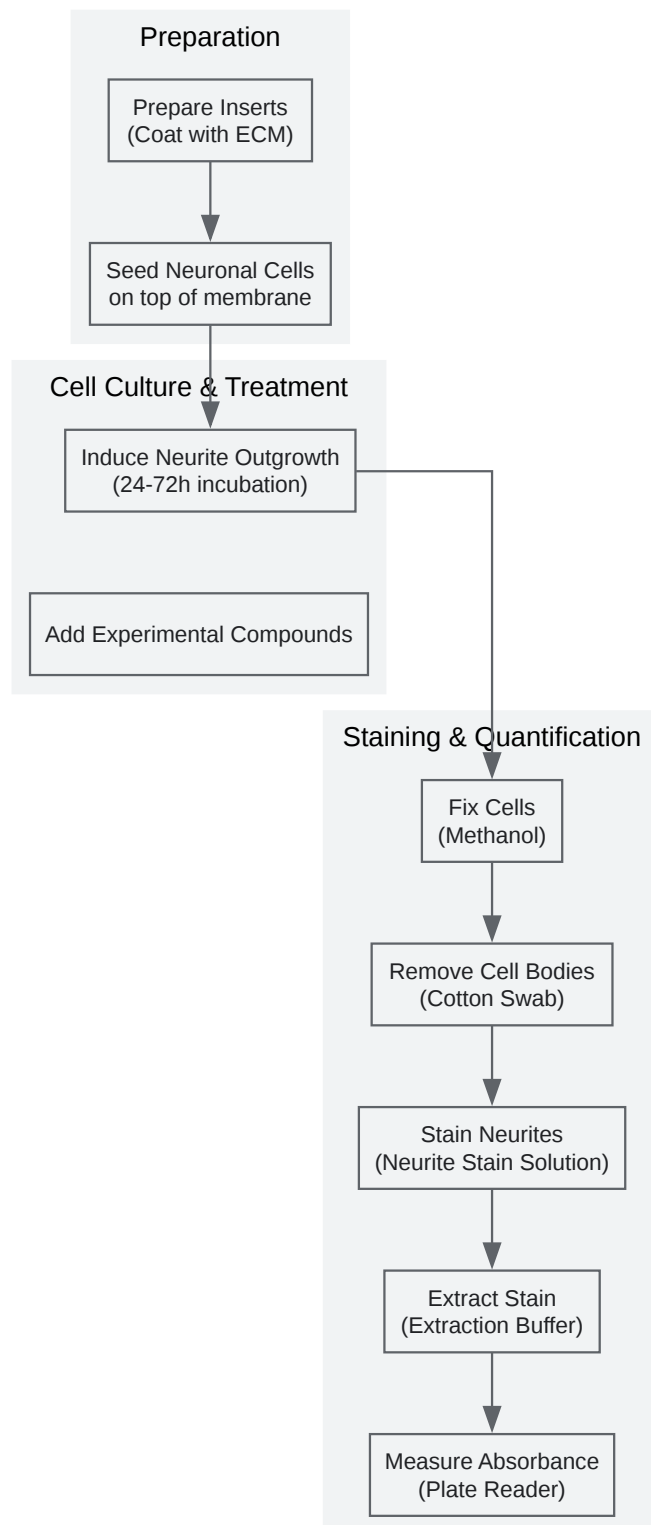 Preparation
Prepare Inserts
(Coat with ECM)
Seed Neuronal Cells
on top of membrane
Cell Culture & Treatment
Induce Neurite Outgrowth
(24-72h incubation)
Add Experimental Compounds
Staining & Quantification
Fix Cells
(Methanol)
Remove Cell Bodies
(Cotton Swab)
Stain Neurites
(Neurite Stain Solution)
Extract Stain
(Extraction Buffer)
Measure Absorbance
(Plate Reader)